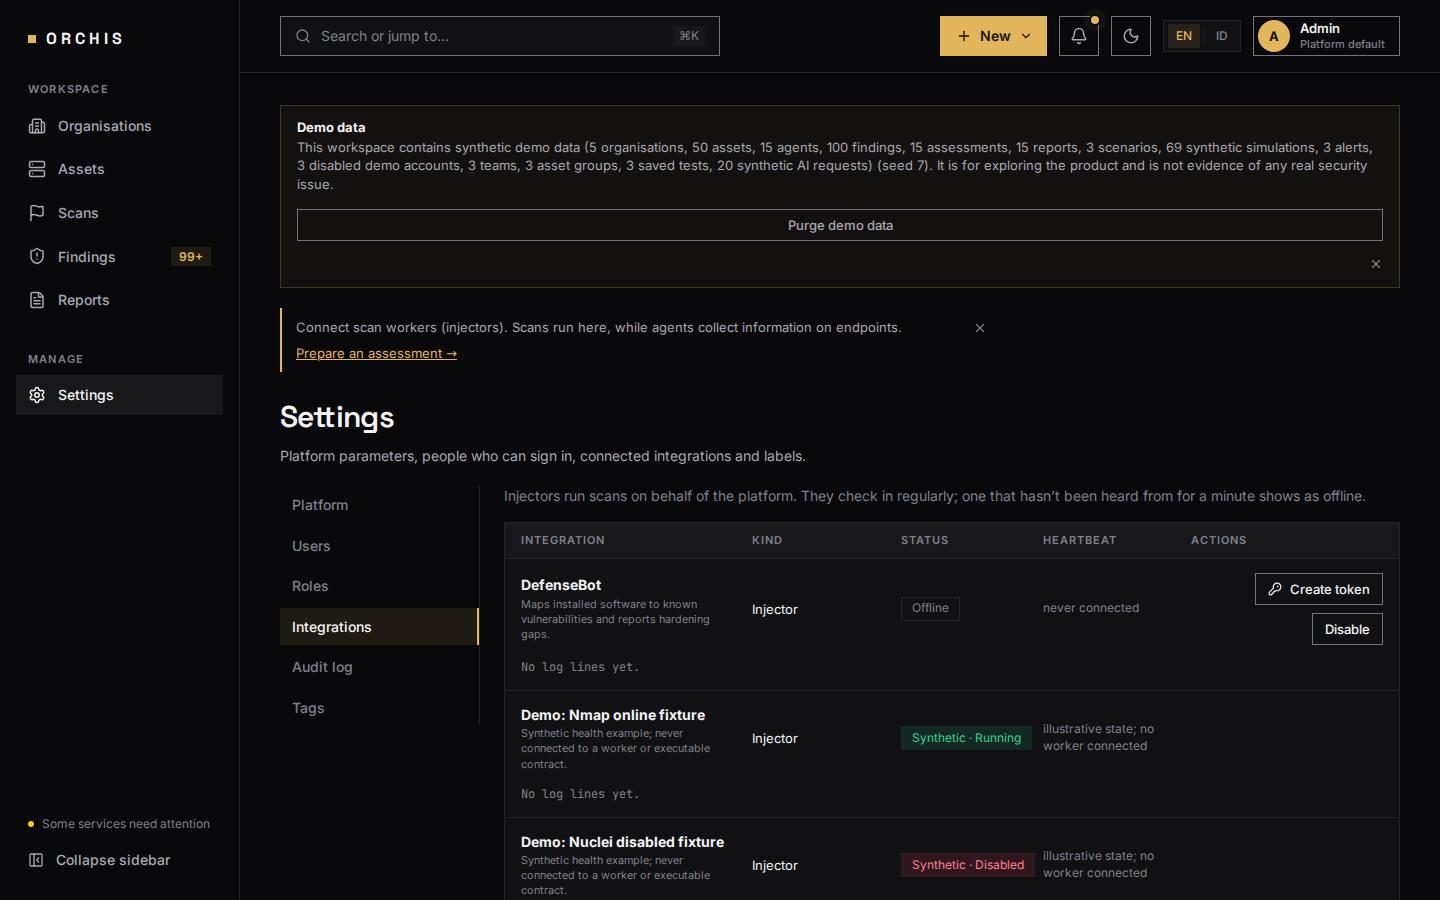 ORCHIS
Search or jump to...
⌘K
New
EN
ID
A
Admin
Platform default
WORKSPACE
Organisations
Assets
Scans
Findings
99+
Reports
MANAGE
Settings
Some services need attention
Collapse sidebar
Demo data
This workspace contains synthetic demo data (5 organisations, 50 assets, 15 agents, 100 findings, 15 assessments, 15 reports, 3 scenarios, 69 synthetic simulations, 3 alerts,
3 disabled demo accounts, 3 teams, 3 asset groups, 3 saved tests, 20 synthetic AI requests) (seed 7). It is for exploring the product and is not evidence of any real security
issue.
Purge demo data
Connect scan workers (injectors). Scans run here, while agents collect information on endpoints.
Prepare an assessment →
Settings
Platform parameters, people who can sign in, connected integrations and labels.
Platform
Users
Roles
Integrations
Audit log
Tags
Injectors run scans on behalf of the platform. They check in regularly; one that hasn't been heard from for a minute shows as offline.
INTEGRATION
KIND
STATUS
HEARTBEAT
ACTIONS
DefenseBot
Maps installed software to known
vulnerabilities and reports hardening
gaps.
No log lines yet.
Injector
Offline
never connected
Create token
Disable
Demo: Nmap online fixture
Synthetic health example; never
connected to a worker or executable
contract.
No log lines yet.
Injector
Synthetic · Running
illustrative state; no
worker connected
Demo: Nuclei disabled fixture
Synthetic health example; never
connected to a worker or executable
contract.
Injector
Synthetic · Disabled
illustrative state; no
worker connected